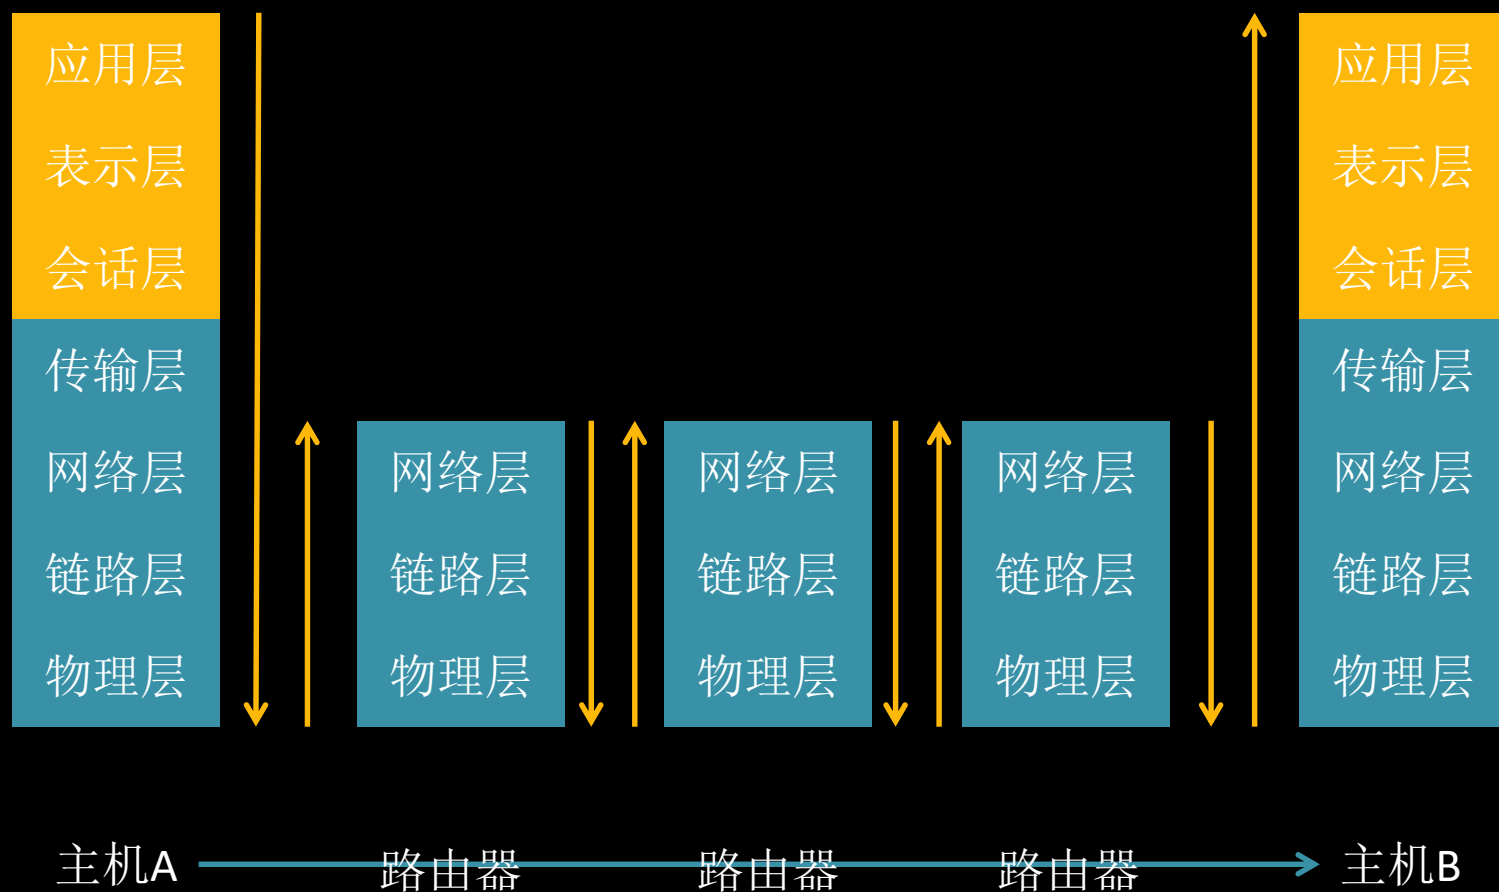 应用层
表示层
会话层
传输层
网络层
链路层
物理层
网络层
链路层
物理层
网络层
链路层
物理层
网络层
链路层
物理层
应用层
表示层
会话层
传输层
网络层
链路层
物理层
主机A
路由器
路由器
路由器
主机B